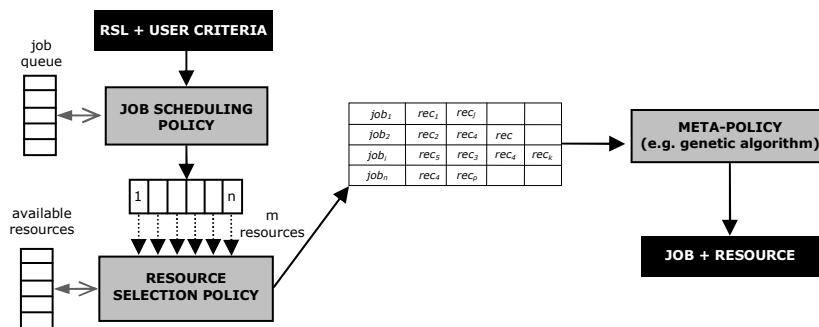 RSL + USER CRITERIA
job
queue
JOB SCHEDULING
POLICY
1 n
m
resources
available
resources
RESOURCE
SELECTION POLICY
job₁ rec₁ recⱼ
job₂ rec₂ rec₄ rec
jobᵢ rec₅ rec₃ rec₄ recₖ
jobₙ rec₄ recₚ
META-POLICY
(e.g. genetic algorithm)
JOB + RESOURCE